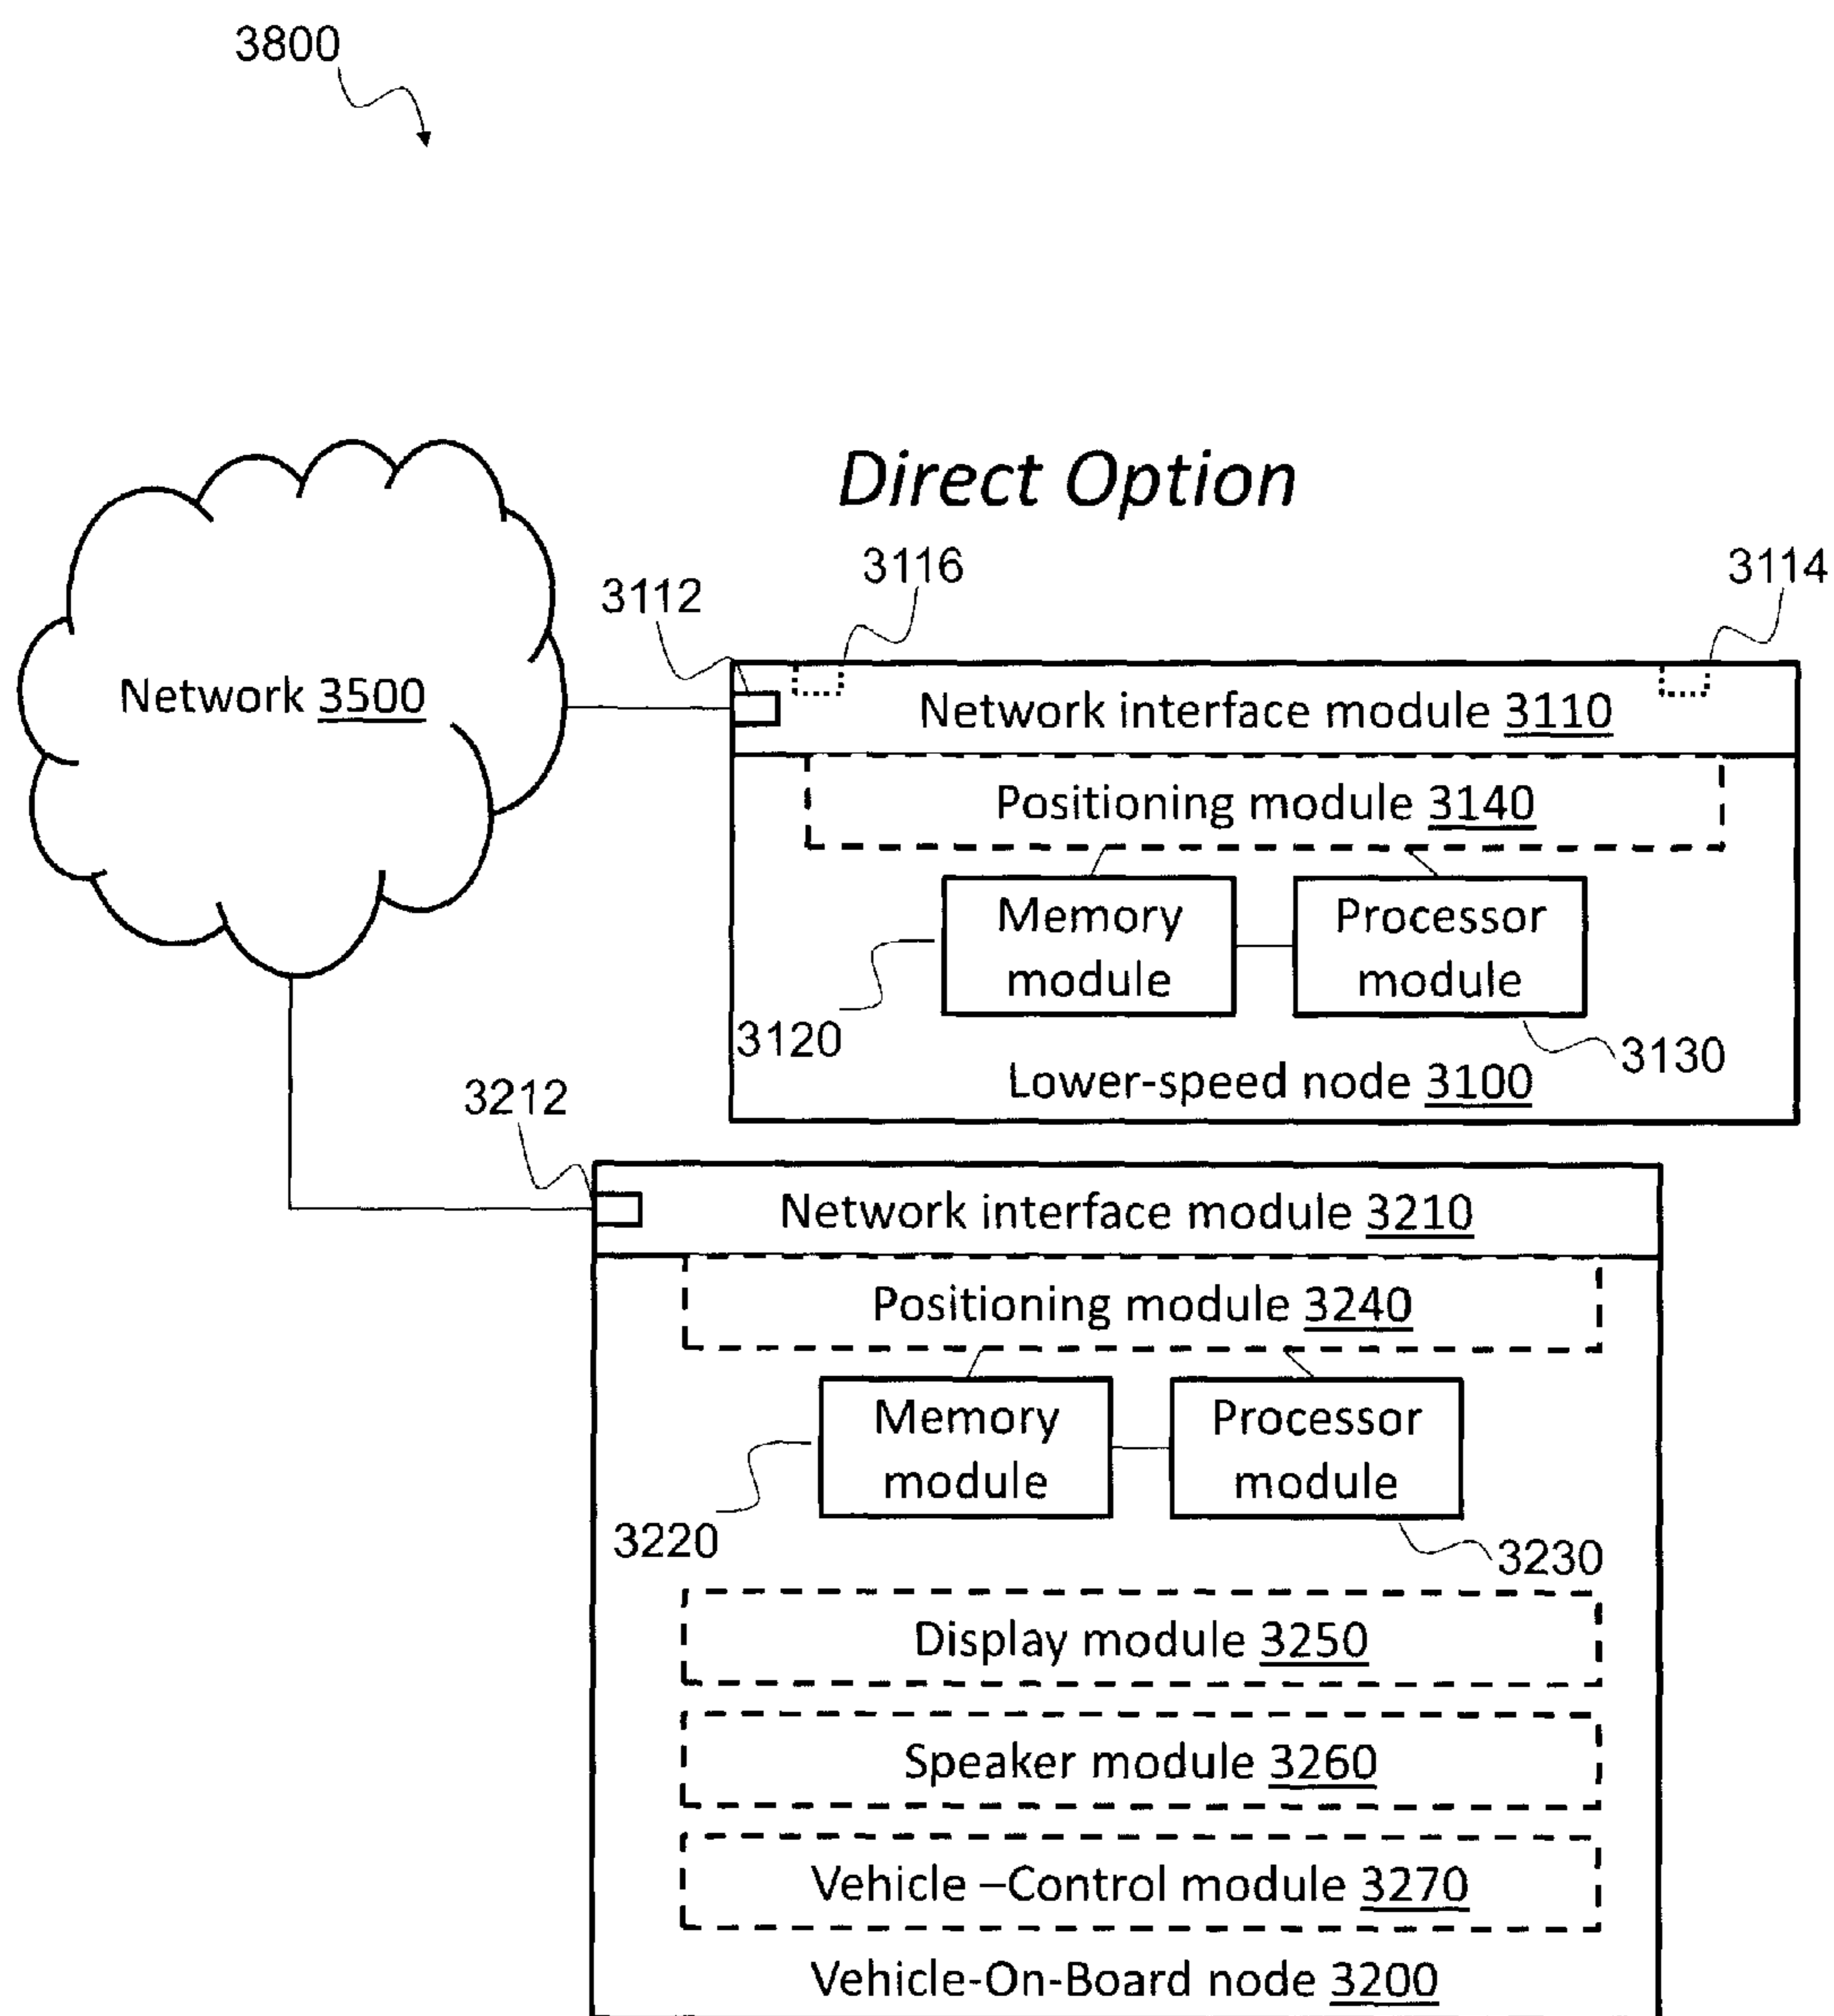 3800
Direct Option
3116
3114
3112
Network 3500
Network interface module 3110
Positioning module 3140
Memory
module
Processor
module
3120
3130
Lower-speed node 3100
3212
Network interface module 3210
Positioning module 3240
Memory
module
Processor
module
3220
3230
Display module 3250
Speaker module 3260
Vehicle –Control module 3270
Vehicle-On-Board node 3200